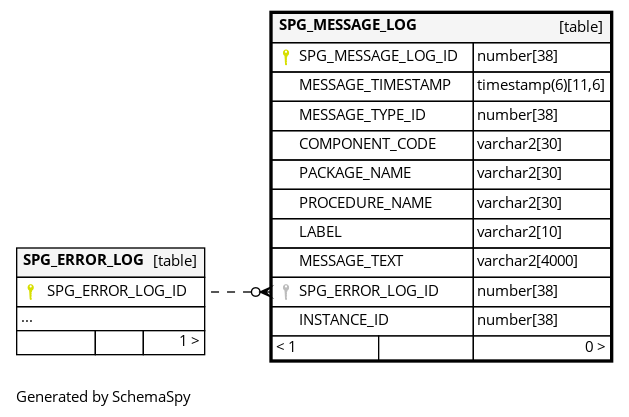 SPG_MESSAGE_LOG [table]
SPG_MESSAGE_LOG_ID number[38]
MESSAGE_TIMESTAMP timestamp(6)[11,6]
MESSAGE_TYPE_ID number[38]
COMPONENT_CODE varchar2[30]
PACKAGE_NAME varchar2[30]
PROCEDURE_NAME varchar2[30]
LABEL varchar2[10]
MESSAGE_TEXT varchar2[4000]
SPG_ERROR_LOG_ID number[38]
INSTANCE_ID number[38]
< 1 0 >
SPG_ERROR_LOG [table]
SPG_ERROR_LOG_ID
...
1 >
Generated by SchemaSpy